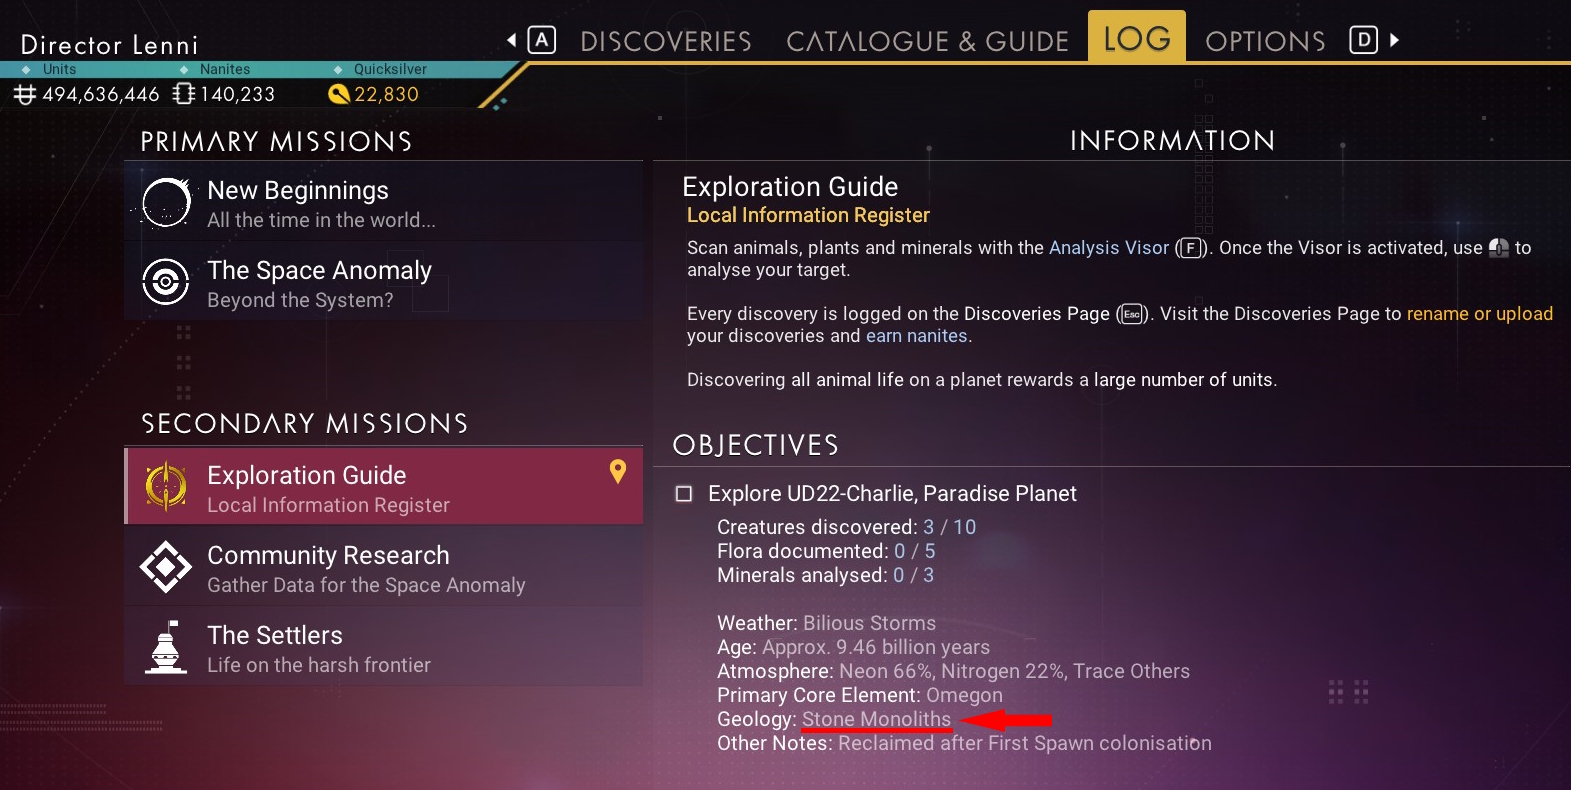 Director Lenni
A DISCOVERIES CATALOGUE & GUIDE LOG OPTIONS D
Units Nanites Quicksilver
494,636,446 140,233 22,830
PRIMARY MISSIONS
New Beginnings
All the time in the world...
The Space Anomaly
Beyond the System?
SECONDARY MISSIONS
Exploration Guide
Local Information Register
Community Research
Gather Data for the Space Anomaly
The Settlers
Life on the harsh frontier
INFORMATION
Exploration Guide
Local Information Register
Scan animals, plants and minerals with the Analysis Visor (F). Once the Visor is activated, use to
analyse your target.
Every discovery is logged on the Discoveries Page (Esc). Visit the Discoveries Page to rename or upload
your discoveries and earn nanites.
Discovering all animal life on a planet rewards a large number of units.
OBJECTIVES
Explore UD22-Charlie, Paradise Planet
Creatures discovered: 3 / 10
Flora documented: 0 / 5
Minerals analysed: 0 / 3
Weather: Bilious Storms
Age: Approx. 9.46 billion years
Atmosphere: Neon 66%, Nitrogen 22%, Trace Others
Primary Core Element: Omegon
Geology: Stone Monoliths
Other Notes: Reclaimed after First Spawn colonisation